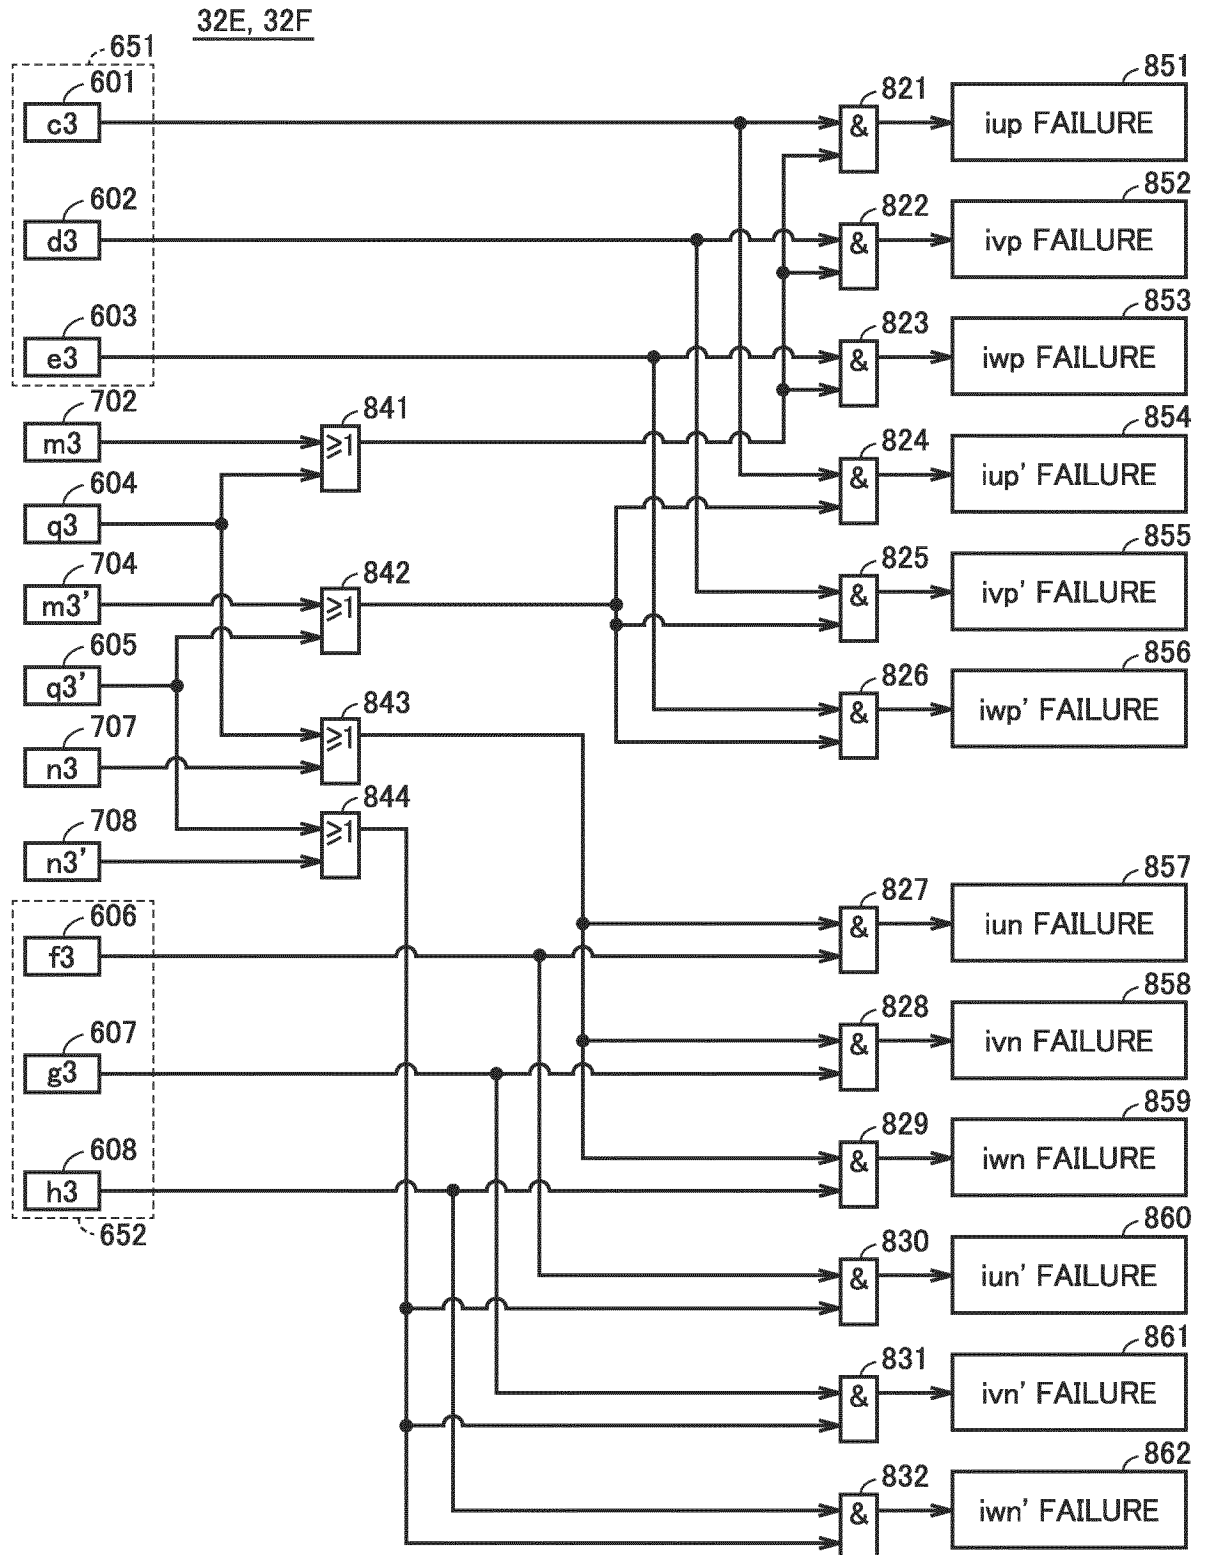 32E, 32F
651
601
c3
821
&
851
iup FAILURE
602
d3
822
&
852
ivp FAILURE
603
e3
823
&
853
iwp FAILURE
702
m3
841
≥1
824
&
854
iup' FAILURE
604
q3
704
m3'
842
≥1
825
&
855
ivp' FAILURE
605
q3'
826
&
856
iwp' FAILURE
707
n3
843
≥1
708
n3'
844
≥1
606
f3
827
&
857
iun FAILURE
607
g3
828
&
858
ivn FAILURE
608
h3
652
829
&
859
iwn FAILURE
830
&
860
iun' FAILURE
831
&
861
ivn' FAILURE
832
&
862
iwn' FAILURE